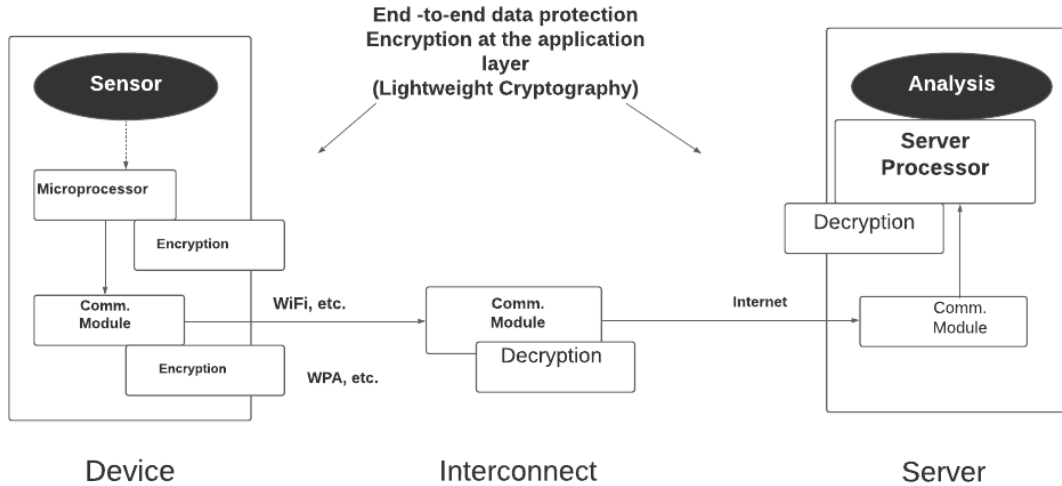 End -to-end data protection
Encryption at the application
layer
(Lightweight Cryptography)
Sensor
Microprocessor
Encryption
Comm.
Module
Encryption
WiFi, etc.
WPA, etc.
Comm.
Module
Decryption
Internet
Analysis
Server
Processor
Decryption
Comm.
Module
Device
Interconnect
Server